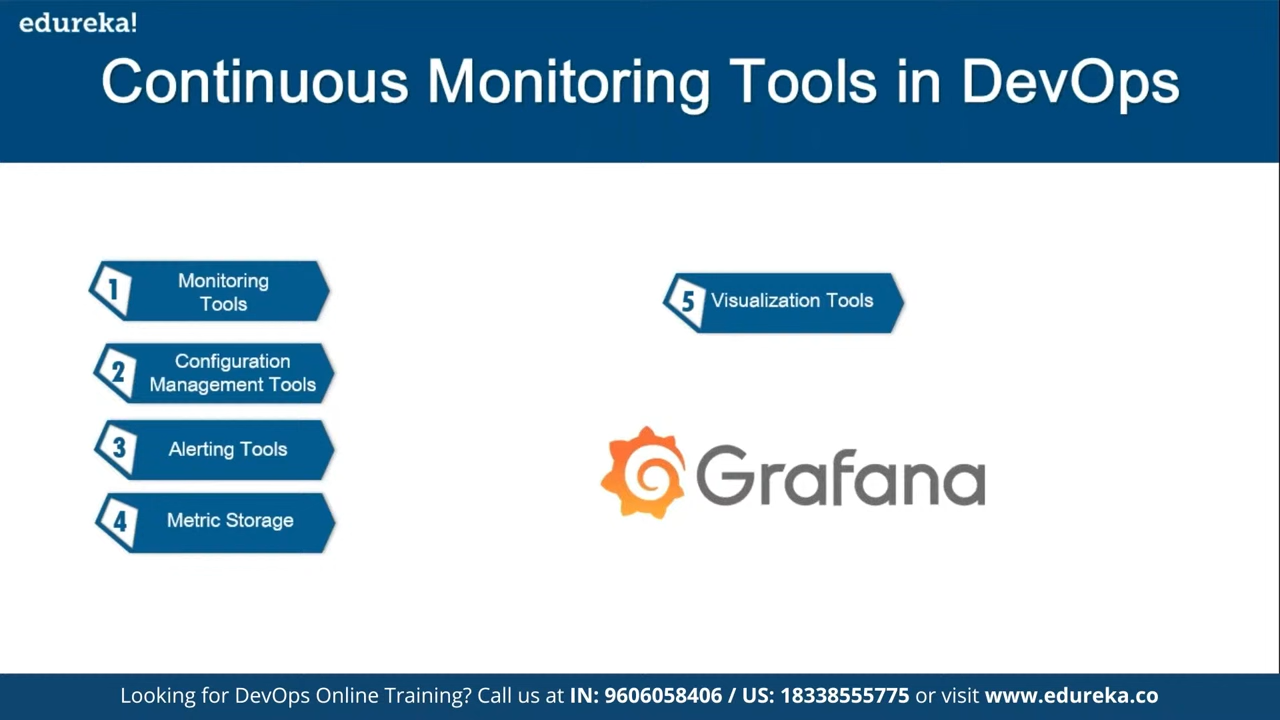 edureka!
Continuous Monitoring Tools in DevOps
1
Monitoring
Tools
2
Configuration
Management Tools
3
Alerting Tools
4
Metric Storage
5
Visualization Tools
Grafana
Looking for DevOps Online Training? Call us at IN: 9606058406 / US: 18338555775 or visit www.edureka.co